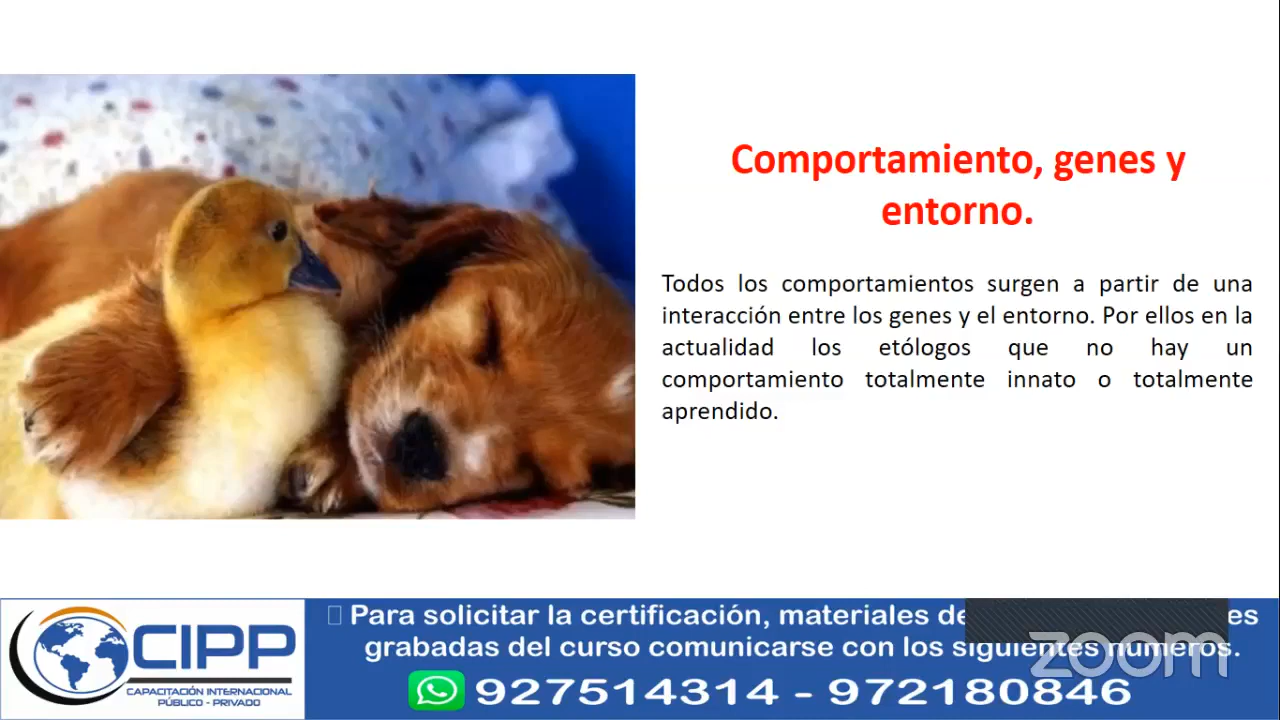 Comportamiento, genes y
entorno.
Todos los comportamientos surgen a partir de una
interacción entre los genes y el entorno. Por ellos en la
actualidad los etólogos que no hay un
comportamiento totalmente innato o totalmente
aprendido.
CIPP
CAPACITACIÓN INTERNACIONAL
PÚBLICO - PRIVADO
Para solicitar la certificación, materiales
grabadas del curso comunicarse con los siguientes números.
927514314 - 972180846
zoom